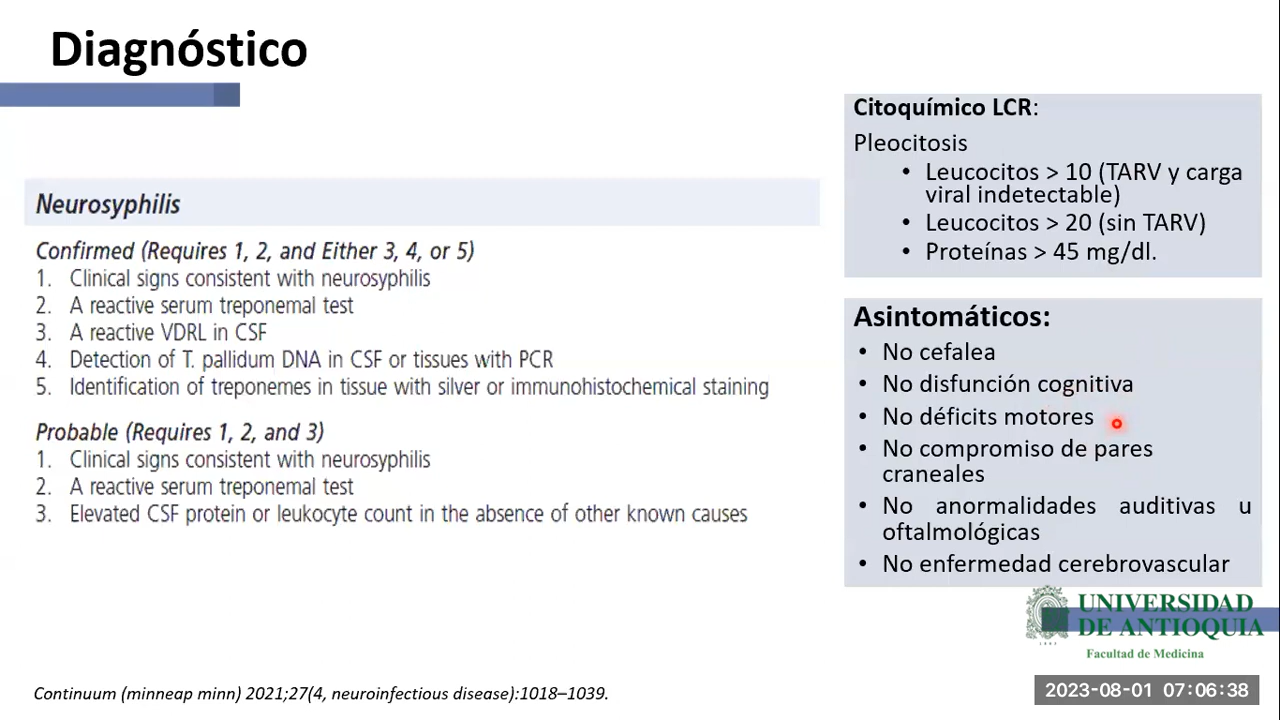 Diagnóstico
Neurosyphilis
Confirmed (Requires 1, 2, and Either 3, 4, or 5)
1. Clinical signs consistent with neurosyphilis
2. A reactive serum treponemal test
3. A reactive VDRL in CSF
4. Detection of T. pallidum DNA in CSF or tissues with PCR
5. Identification of treponemes in tissue with silver or immunohistochemical staining
Probable (Requires 1, 2, and 3)
1. Clinical signs consistent with neurosyphilis
2. A reactive serum treponemal test
3. Elevated CSF protein or leukocyte count in the absence of other known causes
Citoquímico LCR:
Pleocitosis
• Leucocitos > 10 (TARV y carga
viral indetectable)
• Leucocitos > 20 (sin TARV)
• Proteínas > 45 mg/dl.
Asintomáticos:
• No cefalea
• No disfunción cognitiva
• No déficits motores
• No compromiso de pares
craneales
• No anormalidades auditivas u
oftalmológicas
• No enfermedad cerebrovascular
UNIVERSIDAD
DE ANTIOQUIA
Facultad de Medicina
Continuum (minneap minn) 2021;27(4, neuroinfectious disease):1018–1039.
2023-08-01 07:06:38